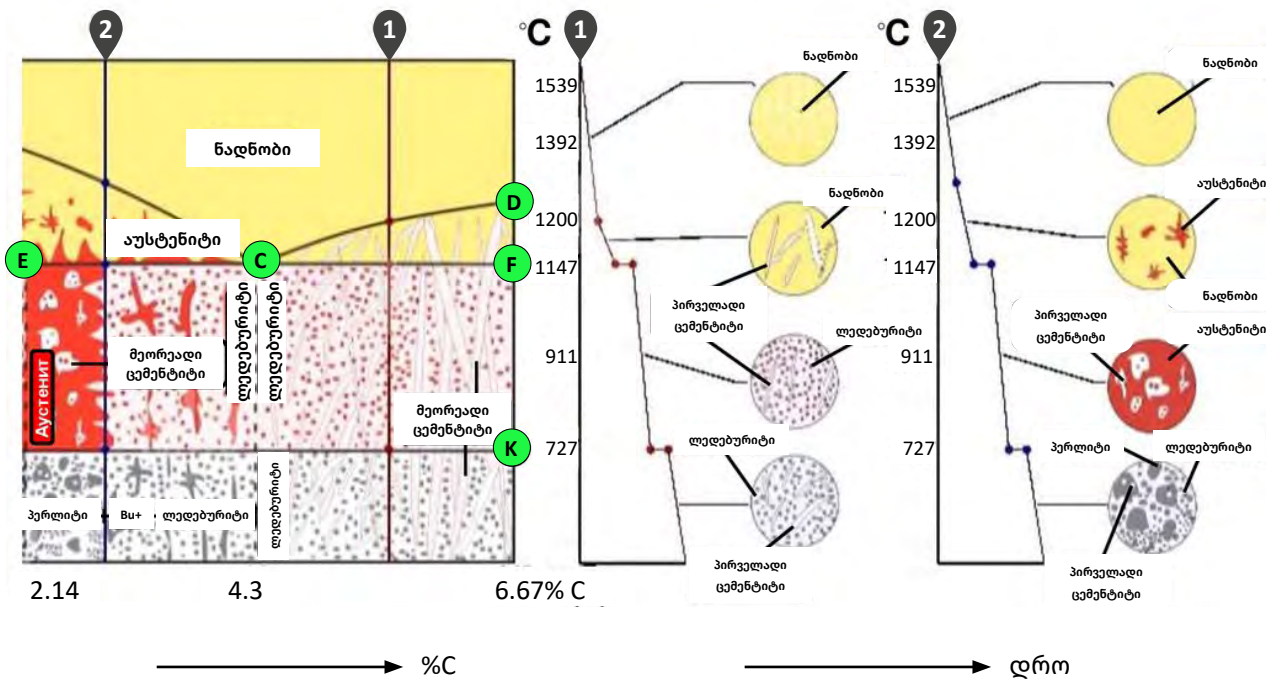 2
1
ნადნობი
აუსტენიტი
E
C
D
F
K
ლედებურიტი
ლედებურიტი
Аустенит
მეორეადი
ცემენტიტი
მეორეადი
ცემენტიტი
პერლიტი
Bu+
ლედებურიტი
ლედებურიტი
2.14
4.3
6.67% C
%C
°C
1
1539
1392
1200
1147
911
727
ნადნობი
ნადნობი
პირველადი
ცემენტიტი
ლედებურიტი
ლედებურიტი
პირველადი
ცემენტიტი
°C
2
1539
1392
1200
1147
911
727
ნადნობი
აუსტენიტი
ნადნობი
პირველადი
ცემენტიტი
აუსტენიტი
პერლიტი
ლედებურიტი
პირველადი
ცემენტიტი
დრო